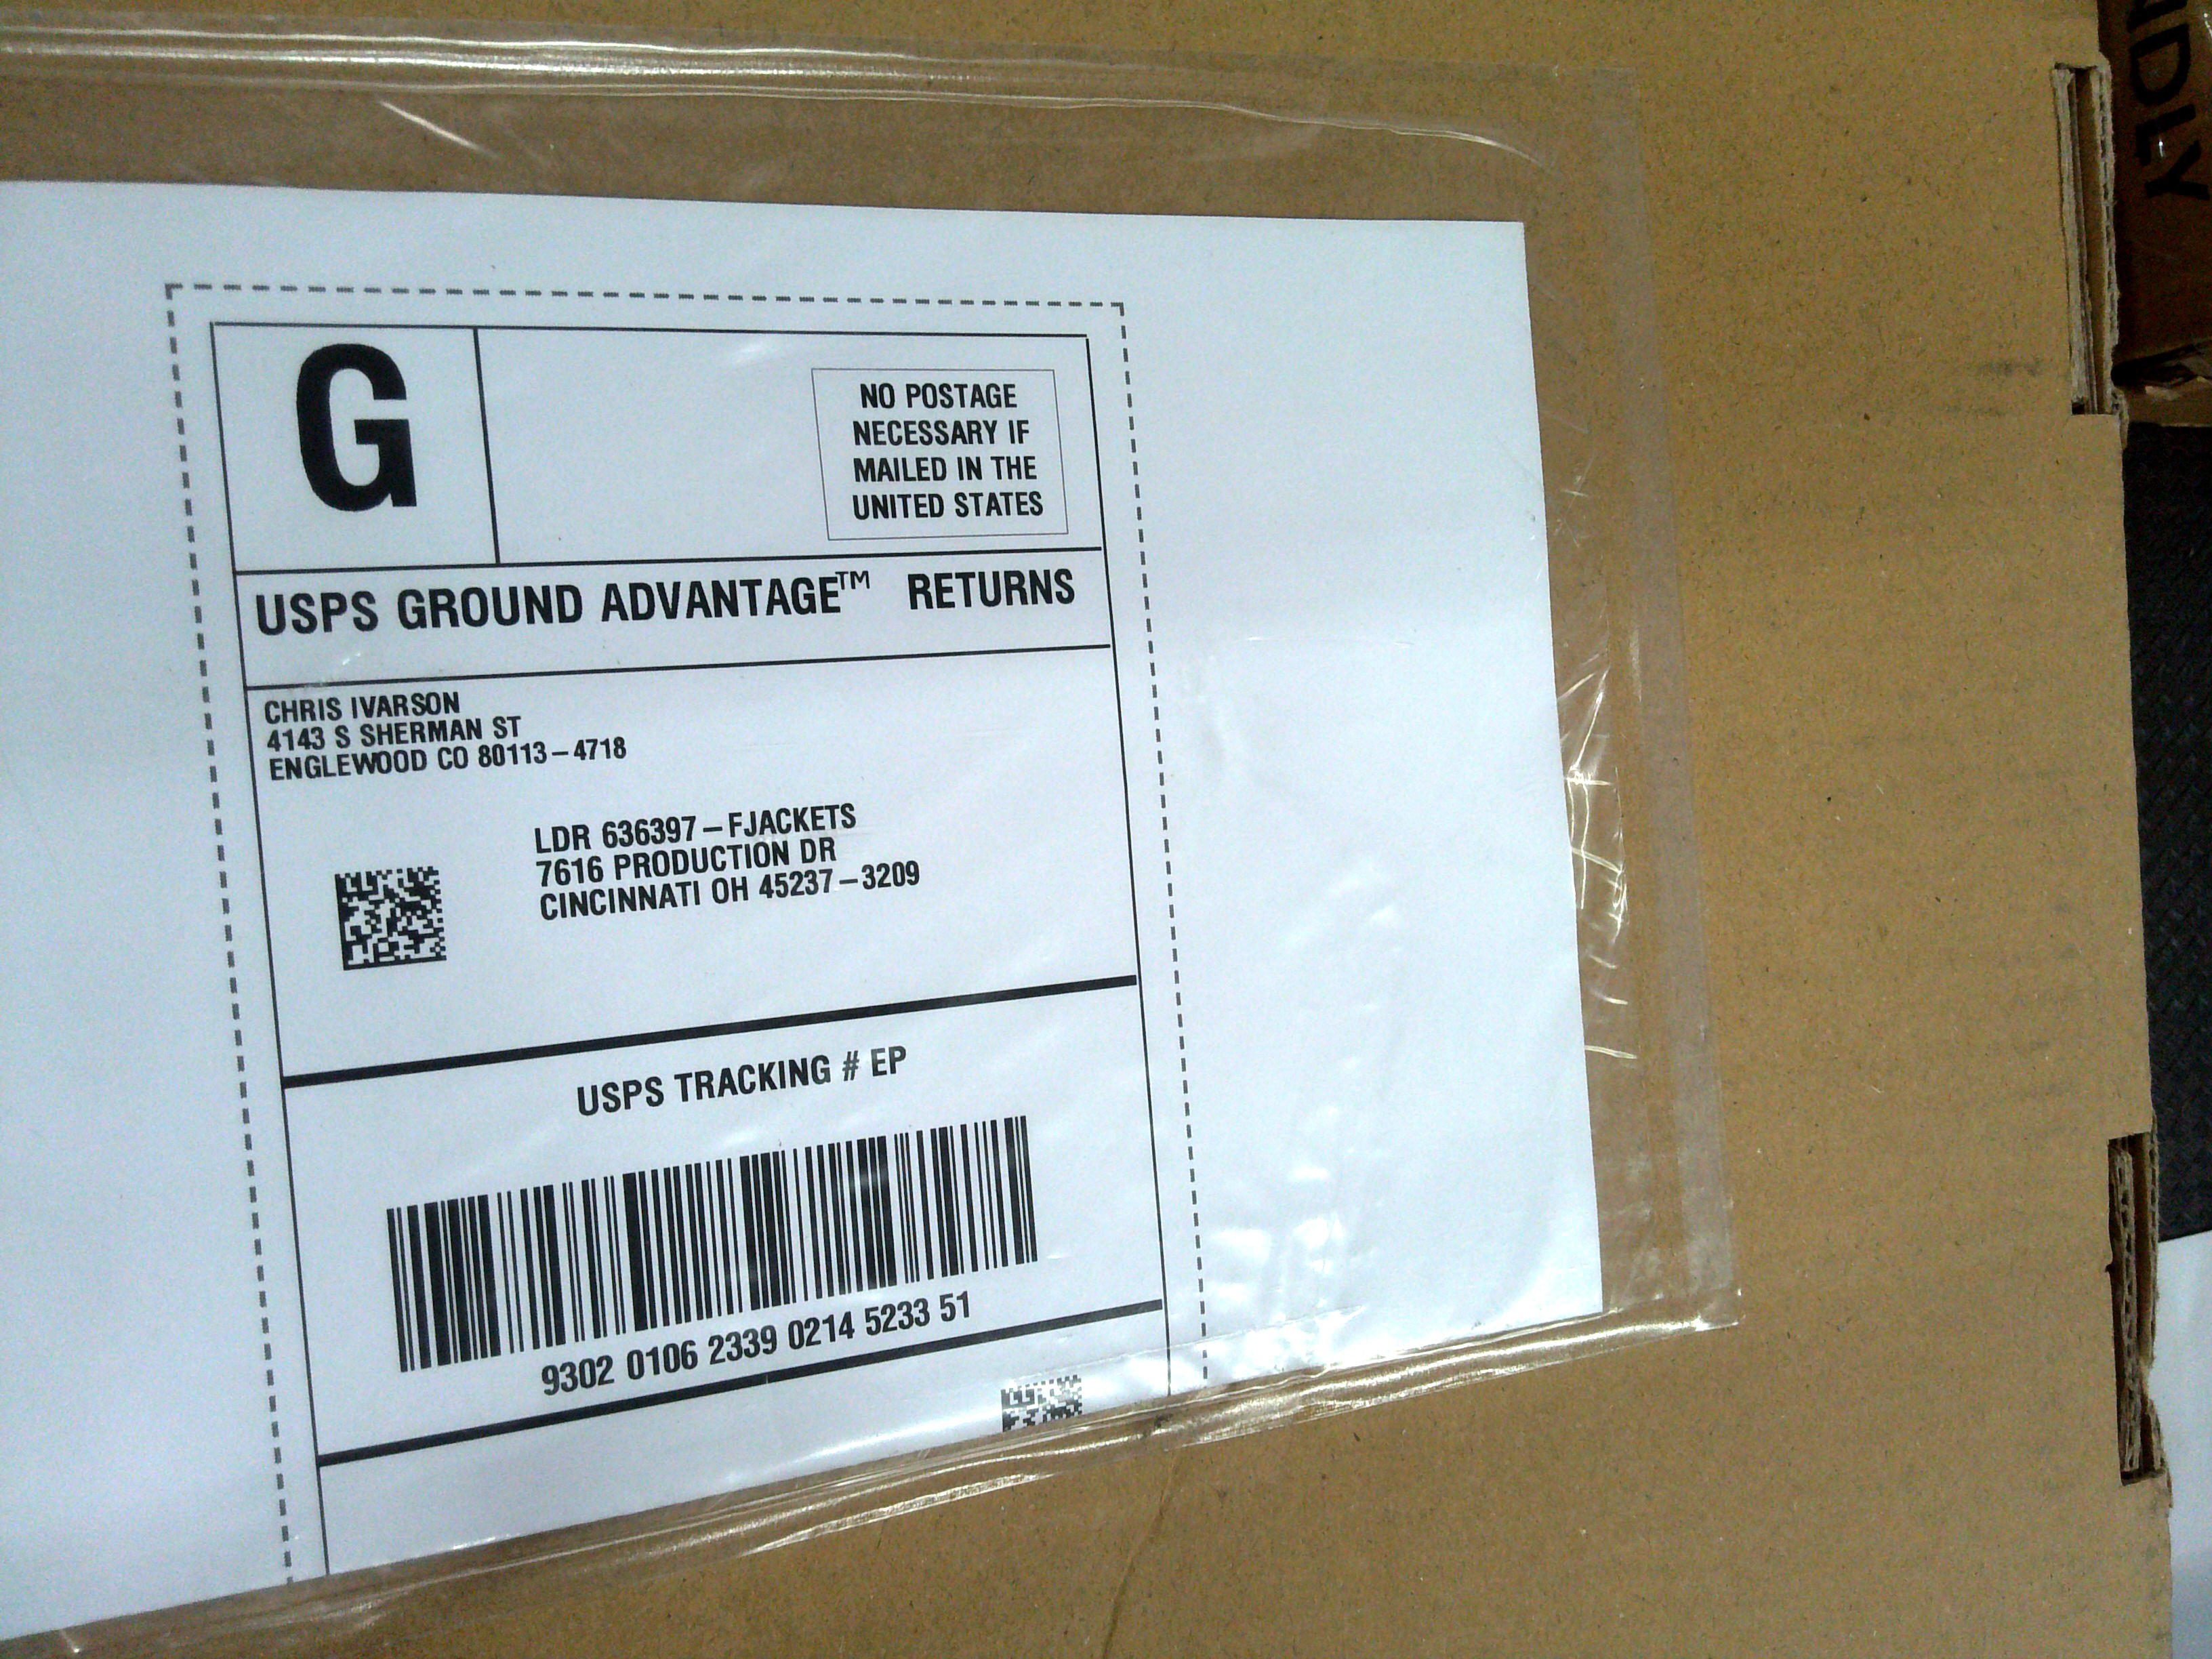 G
NO POSTAGE
NECESSARY IF
MAILED IN THE
UNITED STATES
USPS GROUND ADVANTAGE™ RETURNS
CHRIS IVARSON
4143 S SHERMAN ST
ENGLEWOOD CO 80113-4718
LDR 636397-FJACKETS
7616 PRODUCTION DR
CINCINNATI OH 45237-3209
USPS TRACKING # EP
9302 0106 2339 0214 5233 51